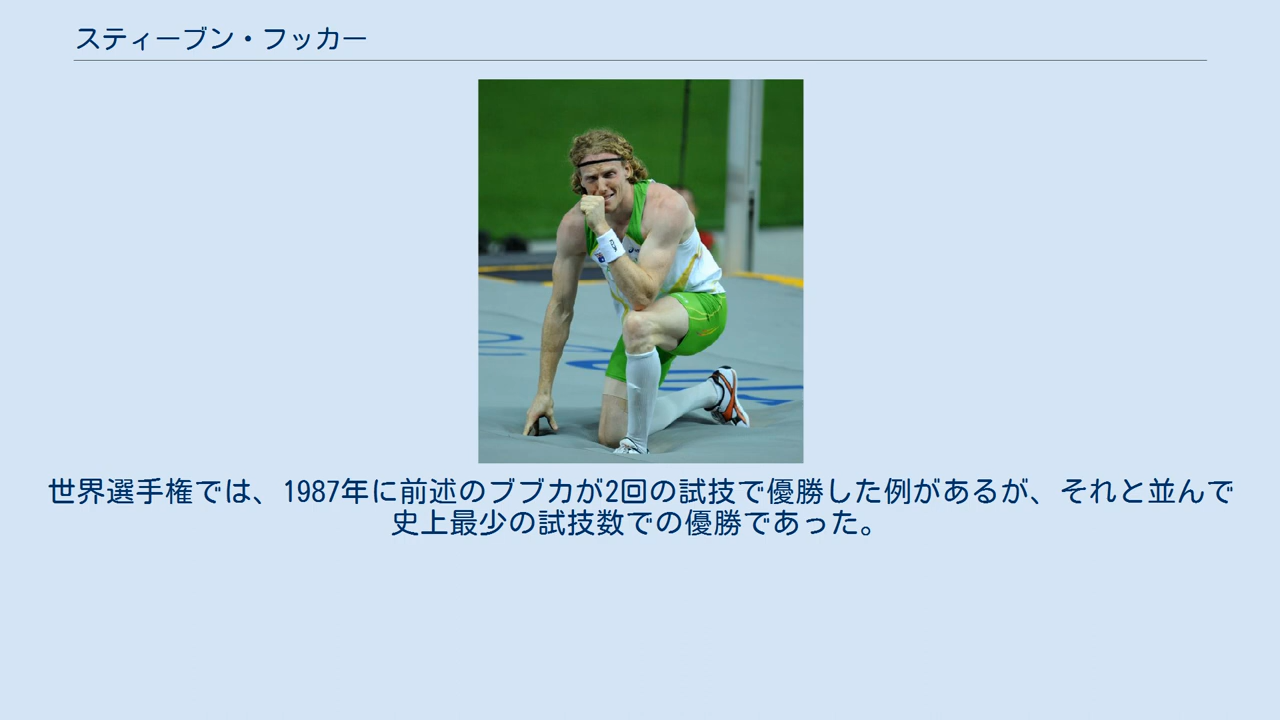 スティーブン・フッカー
世界選手権では、1987年に前述のブブカが2回の試技で優勝した例があるが、それと並んで
史上最少の試技数での優勝であった。